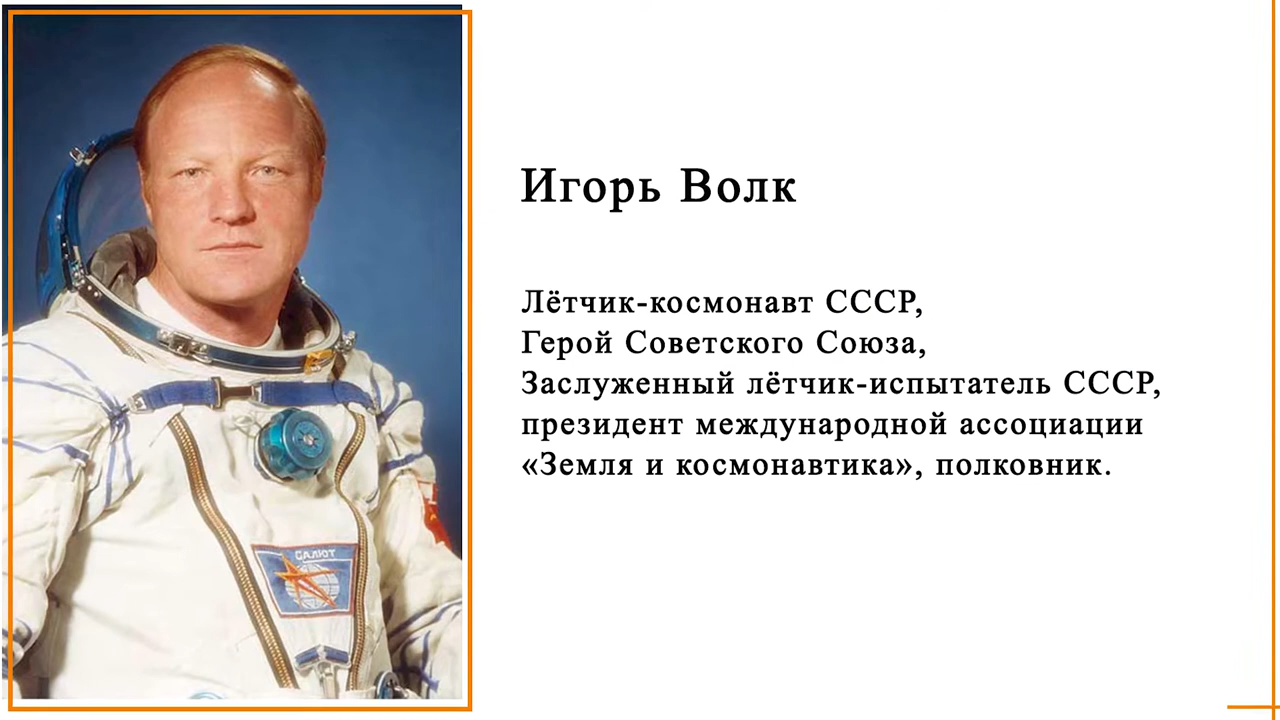 Игорь Волк
Лётчик-космонавт СССР,
Герой Советского Союза,
Заслуженный лётчик-испытатель СССР,
президент международной ассоциации
«Земля и космонавтика», полковник.
САЛЮТ